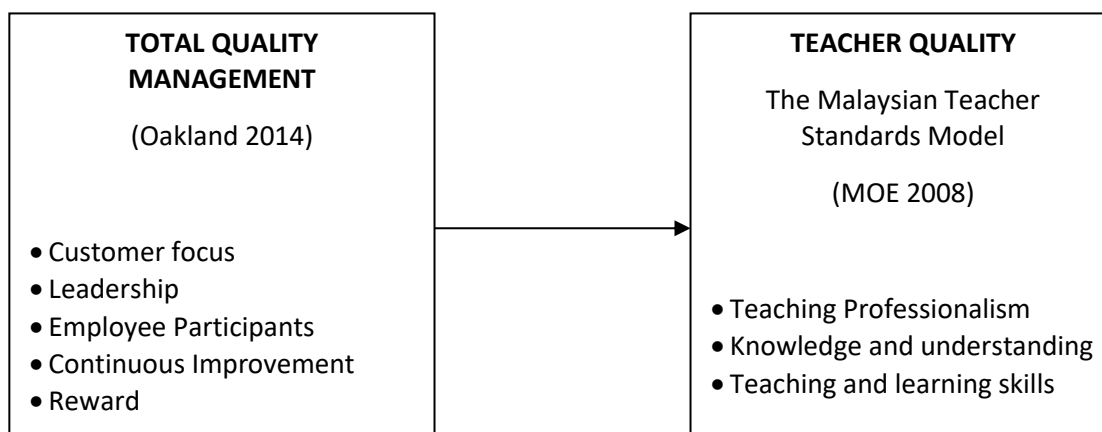 TOTAL QUALITY
MANAGEMENT
(Oakland 2014)
• Customer focus
• Leadership
• Employee Participants
• Continuous Improvement
• Reward
TEACHER QUALITY
The Malaysian Teacher
Standards Model
(MOE 2008)
• Teaching Professionalism
• Knowledge and understanding
• Teaching and learning skills